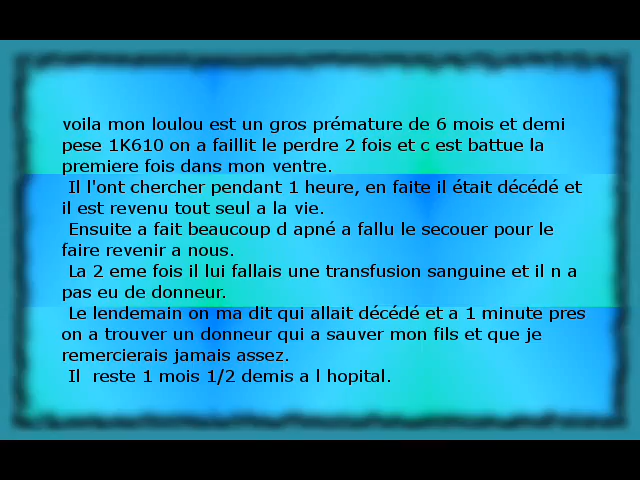 voila mon loulou est un gros prémature de 6 mois et demi
pese 1K610 on a faillit le perdre 2 fois et c est battue la
premiere fois dans mon ventre.
Il l'ont chercher pendant 1 heure, en faite il était décédé et
il est revenu tout seul a la vie.
Ensuite a fait beaucoup d apné a fallu le secouer pour le
faire revenir a nous.
La 2 eme fois il lui fallais une transfusion sanguine et il n a
pas eu de donneur.
Le lendemain on ma dit qui allait décédé et a 1 minute pres
on a trouver un donneur qui a sauver mon fils et que je
remercierais jamais assez.
Il reste 1 mois 1/2 demis a l hopital.